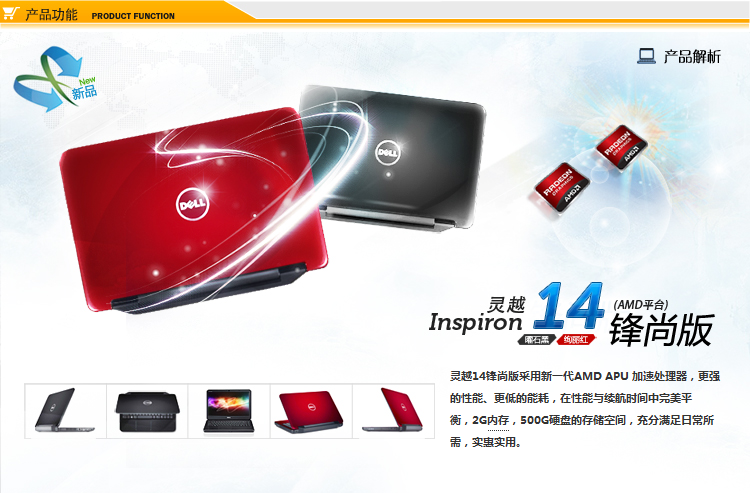 产品功能 PRODUCT FUNCTION
产品解析
New
新品
DELL
DELL
RADEON
GRAPHICS
AMD
RADEON
GRAPHICS
AMD
灵越 14 (AMD平台)
Inspiron 锋尚版
曜石黑 绚丽红
灵越14锋尚版采用新一代AMD APU 加速处理器，更强
的性能、更低的能耗，在性能与续航时间中完美平
衡，2G内存，500G硬盘的存储空间，充分满足日常所
需，实惠实用。